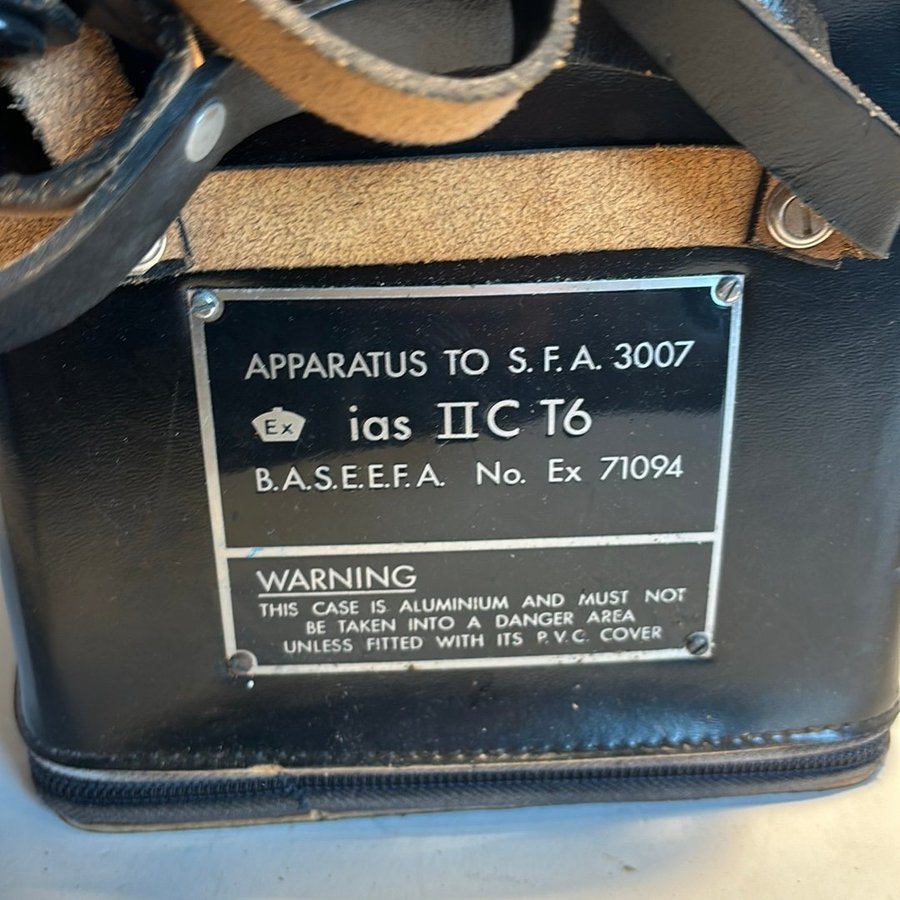 APPARATUS TO S.F.A. 3007
Ex ias IIC T6
B.A.S.E.E.F.A. No. Ex 71094
WARNING
THIS CASE IS ALUMINIUM AND MUST NOT
BE TAKEN INTO A DANGER AREA
UNLESS FITTED WITH ITS P.V.C. COVER